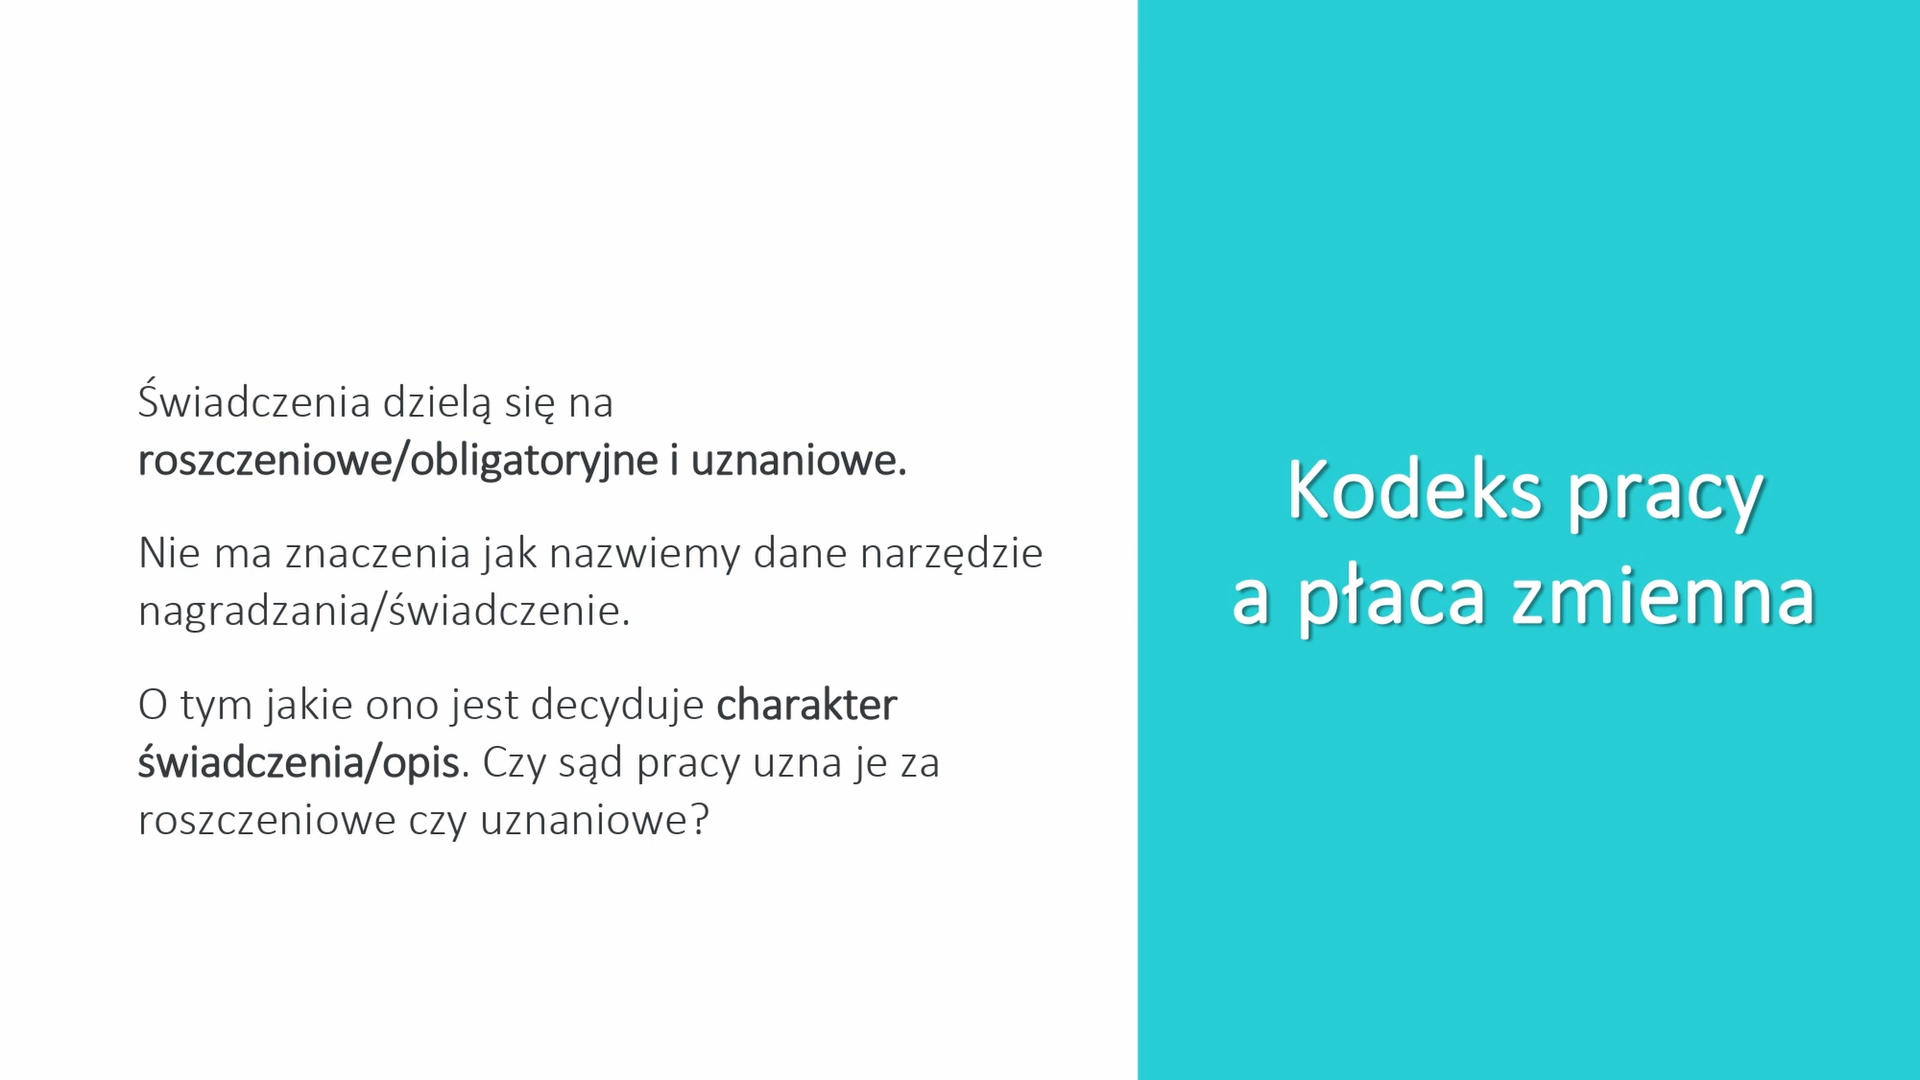 Świadczenia dzielą się na
roszczeniowe/obligatoryjne i uznaniowe.
Nie ma znaczenia jak nazwiemy dane narzędzie
nagradzania/świadczenie.
O tym jakie ono jest decyduje charakter
świadczenia/opis. Czy sąd pracy uzna je za
roszczeniowe czy uznaniowe?
Kodeks pracy
a płaca zmienna